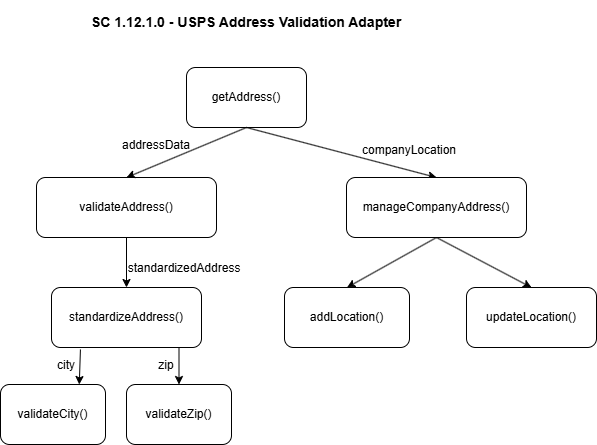 SC 1.12.1.0 - USPS Address Validation Adapter
getAddress()
addressData
companyLocation
validateAddress()
manageCompanyAddress()
standardizedAddress
standardizeAddress()
addLocation()
updateLocation()
city
zip
validateCity()
validateZip()